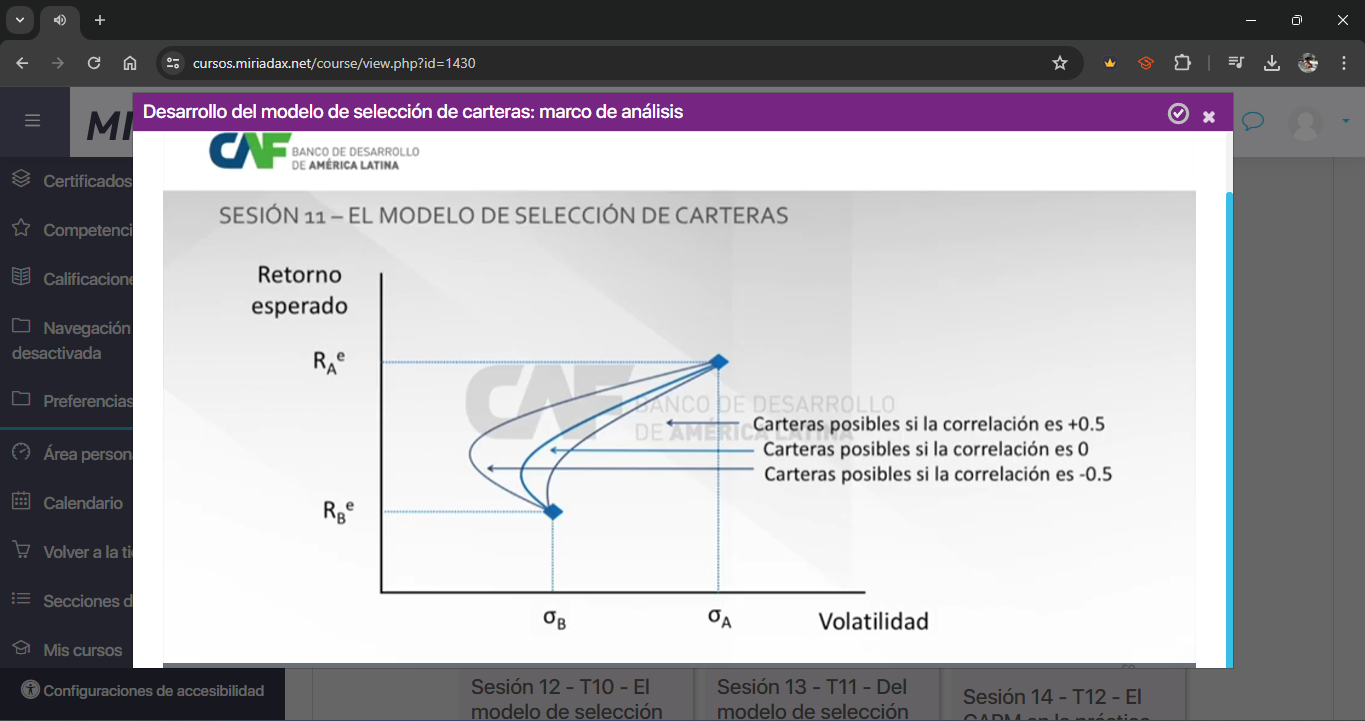 cursos.miriadax.net/course/view.php?id=1430
Desarrollo del modelo de selección de carteras: marco de análisis
MI
CAF BANCO DE DESARROLLO
DE AMÉRICA LATINA
Certificados
Competenci
Calificacione
Navegación
desactivada
Preferencias
Área person
Calendario
Volver a la ti
Secciones d
Mis cursos
Configuraciones de accesibilidad
SESIÓN 11 – EL MODELO DE SELECCIÓN DE CARTERAS
Retorno
esperado
R_A^e
R_B^e
CAF BANCO DE DESARROLLO
DE AMÉRICA LATINA
Carteras posibles si la correlación es +0.5
Carteras posibles si la correlación es 0
Carteras posibles si la correlación es -0.5
σ_B
σ_A
Volatilidad
Sesión 12 - T10 - El
modelo de selección
Sesión 13 - T11 - Del
modelo de selección
Sesión 14 - T12 - El
CAPM en la práctica